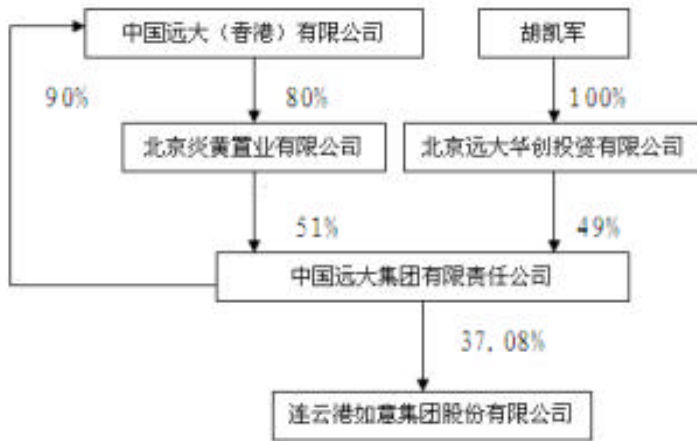 中国远大（香港）有限公司
胡凯军
90%
80%
100%
北京炎黄置业有限公司
北京远大华创投资有限公司
51%
49%
中国远大集团有限责任公司
37.08%
连云港如意集团股份有限公司